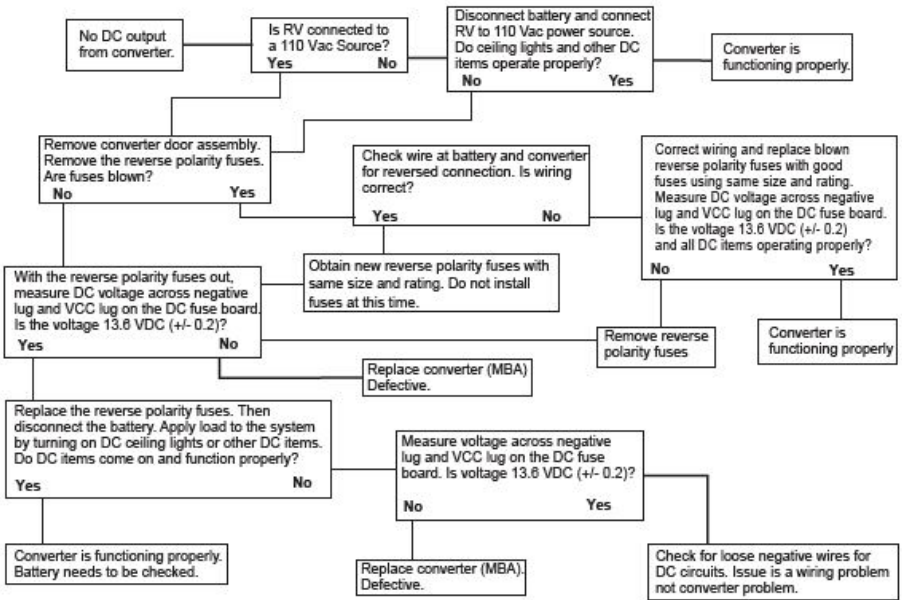 No DC output
from converter.
Is RV connected to
a 110 Vac Source?
Yes No
Disconnect battery and connect
RV to 110 Vac power source.
Do ceiling lights and other DC
items operate properly?
No Yes
Converter is
functioning properly.
Remove converter door assembly.
Remove the reverse polarity fuses.
Are fuses blown?
No Yes
Check wire at battery and converter
for reversed connection. Is wiring
correct?
Yes No
Correct wiring and replace blown
reverse polarity fuses with good
fuses using same size and rating.
Measure DC voltage across negative
lug and VCC lug on the DC fuse board.
Is the voltage 13.6 VDC (+/- 0.2)
and all DC items operating properly?
No Yes
With the reverse polarity fuses out,
measure DC voltage across negative
lug and VCC lug on the DC fuse board.
Is the voltage 13.6 VDC (+/- 0.2)?
Yes No
Obtain new reverse polarity fuses with
same size and rating. Do not install
fuses at this time.
Remove reverse
polarity fuses
Converter is
functioning properly
Replace converter (MBA)
Defective.
Replace the reverse polarity fuses. Then
disconnect the battery. Apply load to the system
by turning on DC ceiling lights or other DC items.
Do DC items come on and function properly?
Yes No
Measure voltage across negative
lug and VCC lug on the DC fuse
board. Is voltage 13.6 VDC (+/- 0.2)?
No Yes
Converter is functioning properly.
Battery needs to be checked.
Replace converter (MBA).
Defective.
Check for loose negative wires for
DC circuits. Issue is a wiring problem
not converter problem.